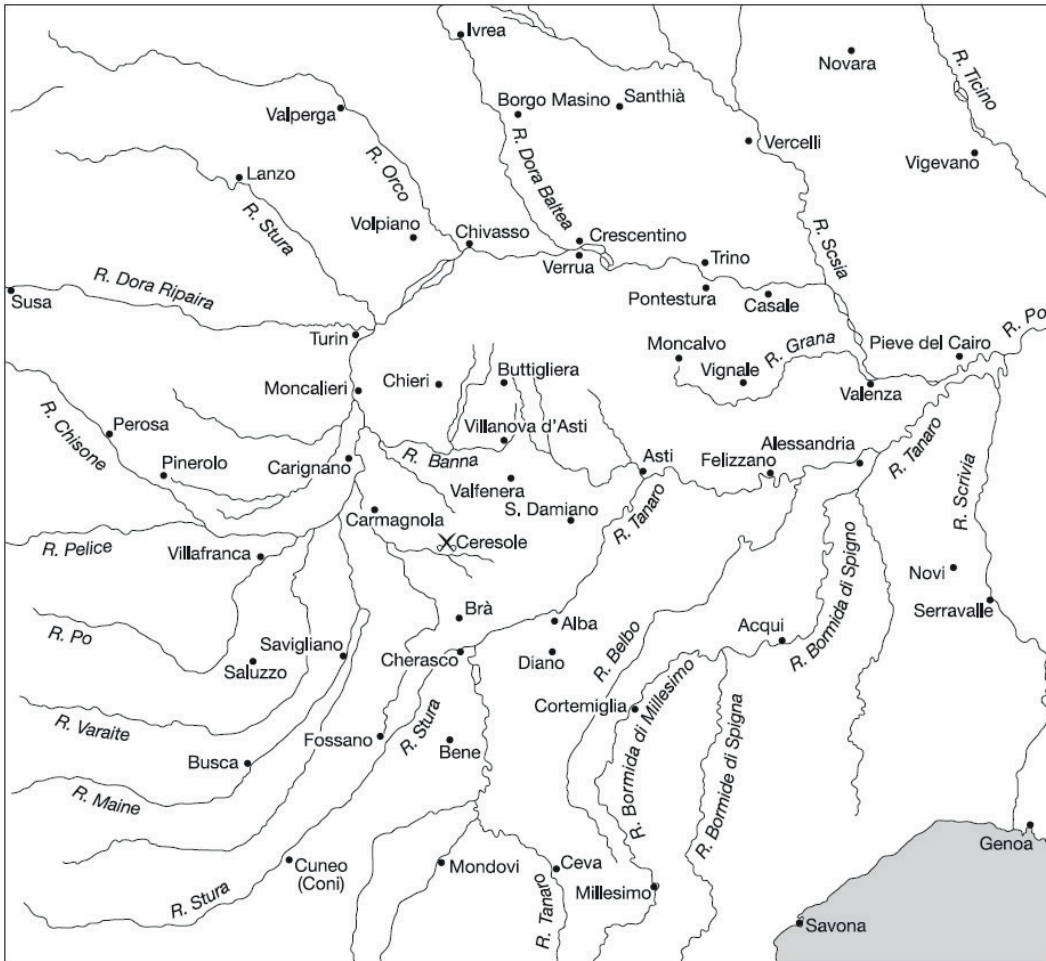 Ivrea
Novara
R. Ticino
Borgo Masino
Santhià
Valperga
Vercelli
Vigevano
R. Orco
R. Dora Baltea
Lanzo
R. Stura
Volpiano
Chivasso
Crescentino
R. Scsia
Verrua
Trino
R. Dora Ripaira
Susa
Pontestura
Casale
Turin
R. Po
Moncalvo
R. Grana
Pieve del Cairo
Vignale
Valenza
Moncalieri
Chieri
Buttigliera
R. Chisone
Perosa
Villanova d'Asti
Pinerolo
Carignano
R. Banna
Asti
Felizzano
Alessandria
R. Tanaro
Valfenera
S. Damiano
R. Tanaro
R. Scrivia
Carmagnola
Ceresole
R. Pelice
Villafranca
Novi
Serravalle
R. Po
Brà
Alba
Acqui
R. Bormida di Spigno
Savigliano
Saluzzo
Cherasco
Diano
R. Belbo
R. Varaite
Fossano
R. Stura
Bene
Cortemiglia
R. Bormida di Millesimo
R. Bormide di Spigna
Busca
R. Maine
Genoa
Cuneo
(Coni)
Mondovi
Ceva
Millesimo
R. Stura
R. Tanaro
Savona